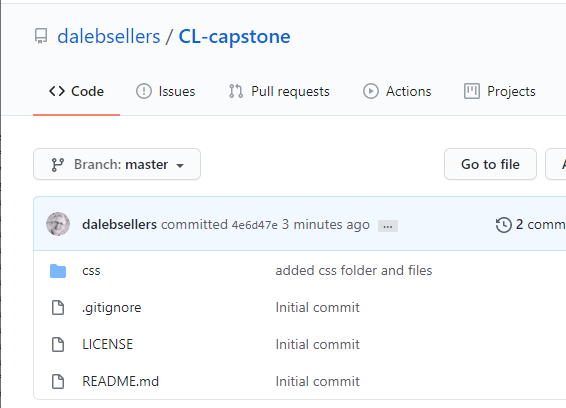 dalebsellers / CL-capstone
Code Issues Pull requests Actions Projects
Branch: master Go to file
dalebsellers committed 4e6d47e 3 minutes ago ... 2 comm
css added css folder and files
.gitignore Initial commit
LICENSE Initial commit
README.md Initial commit